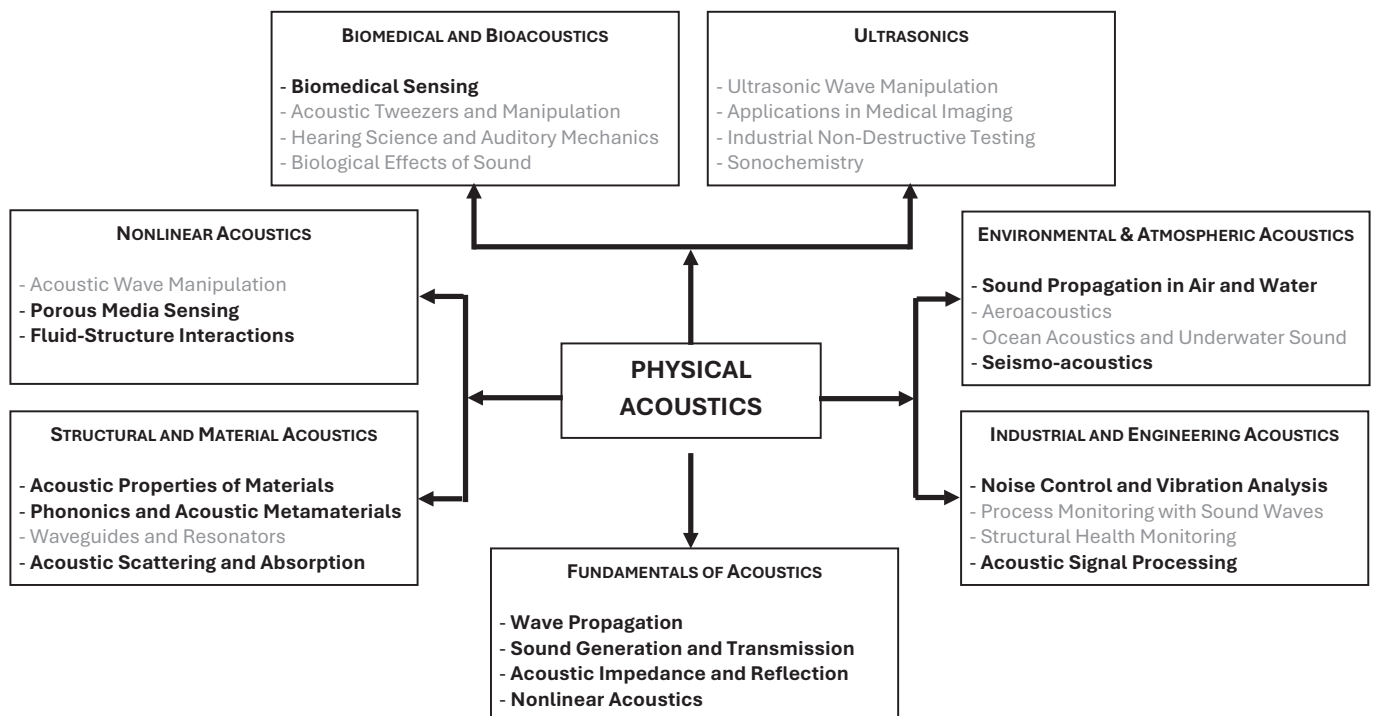 BIOMEDICAL AND BIOACOUSTICS
- Biomedical Sensing
- Acoustic Tweezers and Manipulation
- Hearing Science and Auditory Mechanics
- Biological Effects of Sound
ULTRASONICS
- Ultrasonic Wave Manipulation
- Applications in Medical Imaging
- Industrial Non-Destructive Testing
- Sonochemistry
NONLINEAR ACOUSTICS
- Acoustic Wave Manipulation
- Porous Media Sensing
- Fluid-Structure Interactions
ENVIRONMENTAL & ATMOSPHERIC ACOUSTICS
- Sound Propagation in Air and Water
- Aeroacoustics
- Ocean Acoustics and Underwater Sound
- Seismo-acoustics
PHYSICAL
ACOUSTICS
STRUCTURAL AND MATERIAL ACOUSTICS
- Acoustic Properties of Materials
- Phononics and Acoustic Metamaterials
- Waveguides and Resonators
- Acoustic Scattering and Absorption
INDUSTRIAL AND ENGINEERING ACOUSTICS
- Noise Control and Vibration Analysis
- Process Monitoring with Sound Waves
- Structural Health Monitoring
- Acoustic Signal Processing
FUNDAMENTALS OF ACOUSTICS
- Wave Propagation
- Sound Generation and Transmission
- Acoustic Impedance and Reflection
- Nonlinear Acoustics